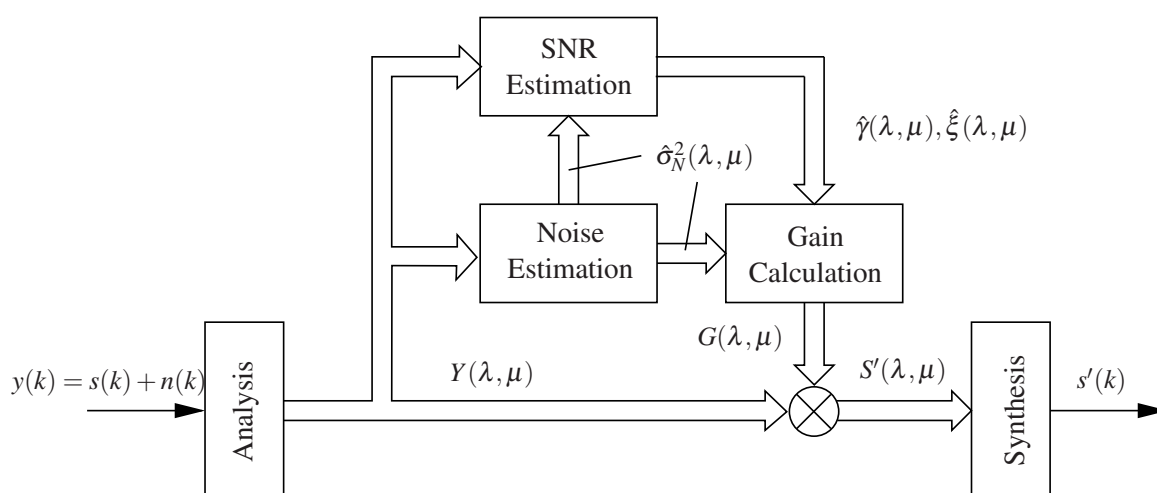 SNR
Estimation
γ̂(λ,μ), ξ̂(λ,μ)
σ̂²_N(λ,μ)
Noise
Estimation
Gain
Calculation
G(λ,μ)
y(k) = s(k) + n(k)
Analysis
Y(λ,μ)
S′(λ,μ)
Synthesis
s′(k)